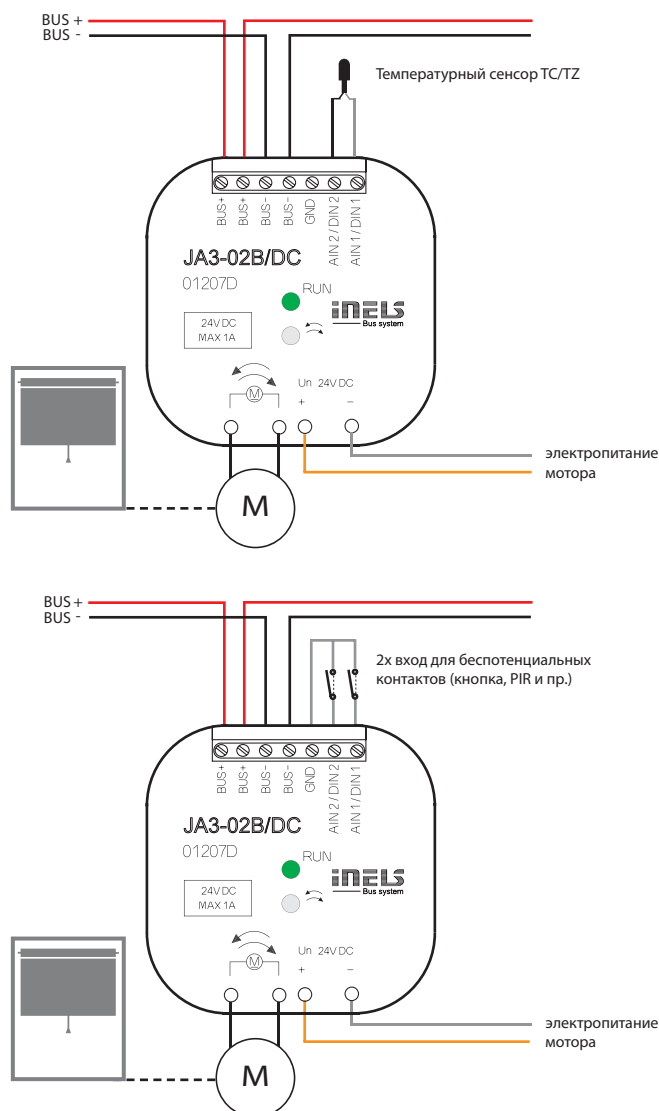 BUS +
BUS -
Температурный сенсор TC/TZ
BUS+
BUS+
BUS-
BUS-
GND
AIN 2 / DIN 2
AIN 1 / DIN 1
JA3-02B/DC
01207D
RUN
iNELS
Bus system
24V DC
MAX 1A
M
Un 24V DC
+ −
электропитание
мотора
M
BUS +
BUS -
2x вход для беспотенциальных
контактов (кнопка, PIR и пр.)
BUS+
BUS+
BUS-
BUS-
GND
AIN 2 / DIN 2
AIN 1 / DIN 1
JA3-02B/DC
01207D
RUN
iNELS
Bus system
24V DC
MAX 1A
M
Un 24V DC
+ −
электропитание
мотора
M